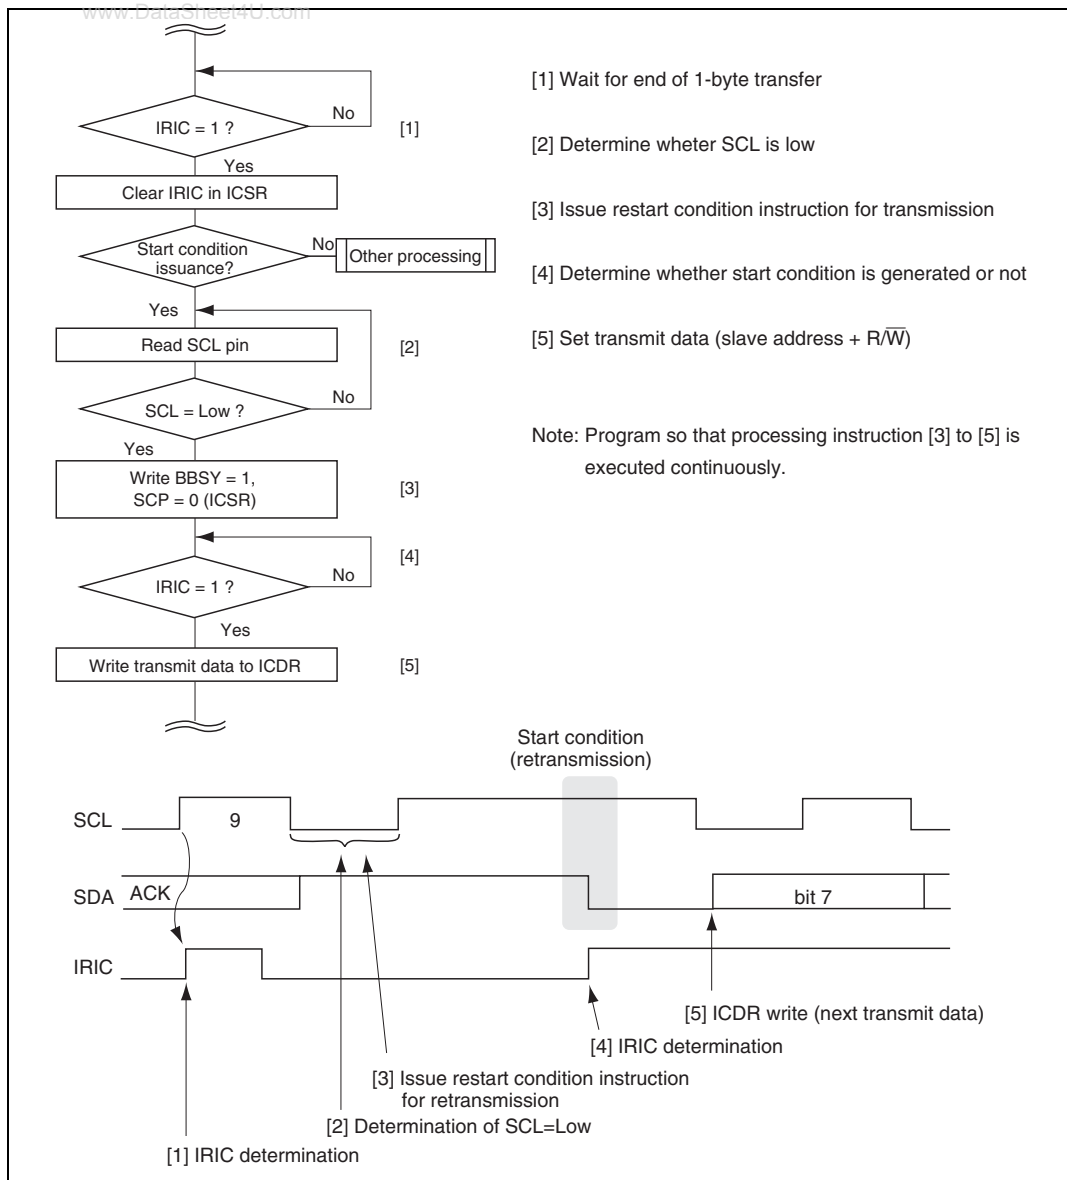 www.DataSheet4U.com
IRIC = 1 ?
No
[1]
Yes
Clear IRIC in ICSR
Start condition
issuance?
No
Other processing
Yes
Read SCL pin
[2]
SCL = Low ?
No
Yes
Write BBSY = 1,
SCP = 0 (ICSR)
[3]
[4]
IRIC = 1 ?
No
Yes
Write transmit data to ICDR
[5]
[1] Wait for end of 1-byte transfer
[2] Determine wheter SCL is low
[3] Issue restart condition instruction for transmission
[4] Determine whether start condition is generated or not
[5] Set transmit data (slave address + R/W̅)
Note: Program so that processing instruction [3] to [5] is
executed continuously.
Start condition
(retransmission)
SCL
9
SDA
ACK
bit 7
IRIC
[5] ICDR write (next transmit data)
[4] IRIC determination
[3] Issue restart condition instruction
for retransmission
[2] Determination of SCL=Low
[1] IRIC determination